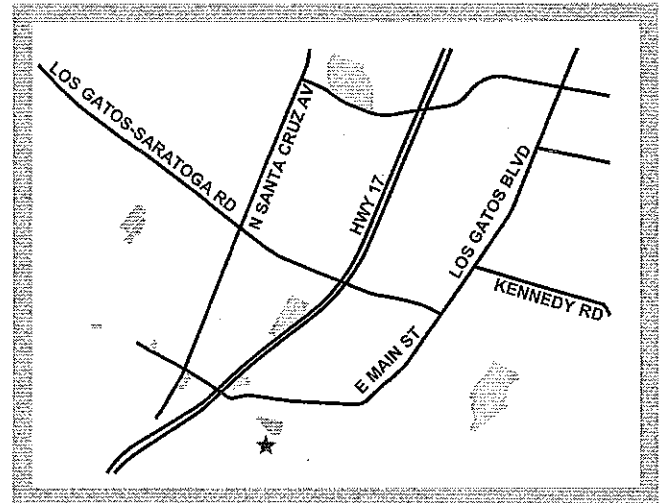 LOS GATOS-SARATOGA RD
N SANTA CRUZ AV
HWY 17
LOS GATOS BLVD
KENNEDY RD
E MAIN ST